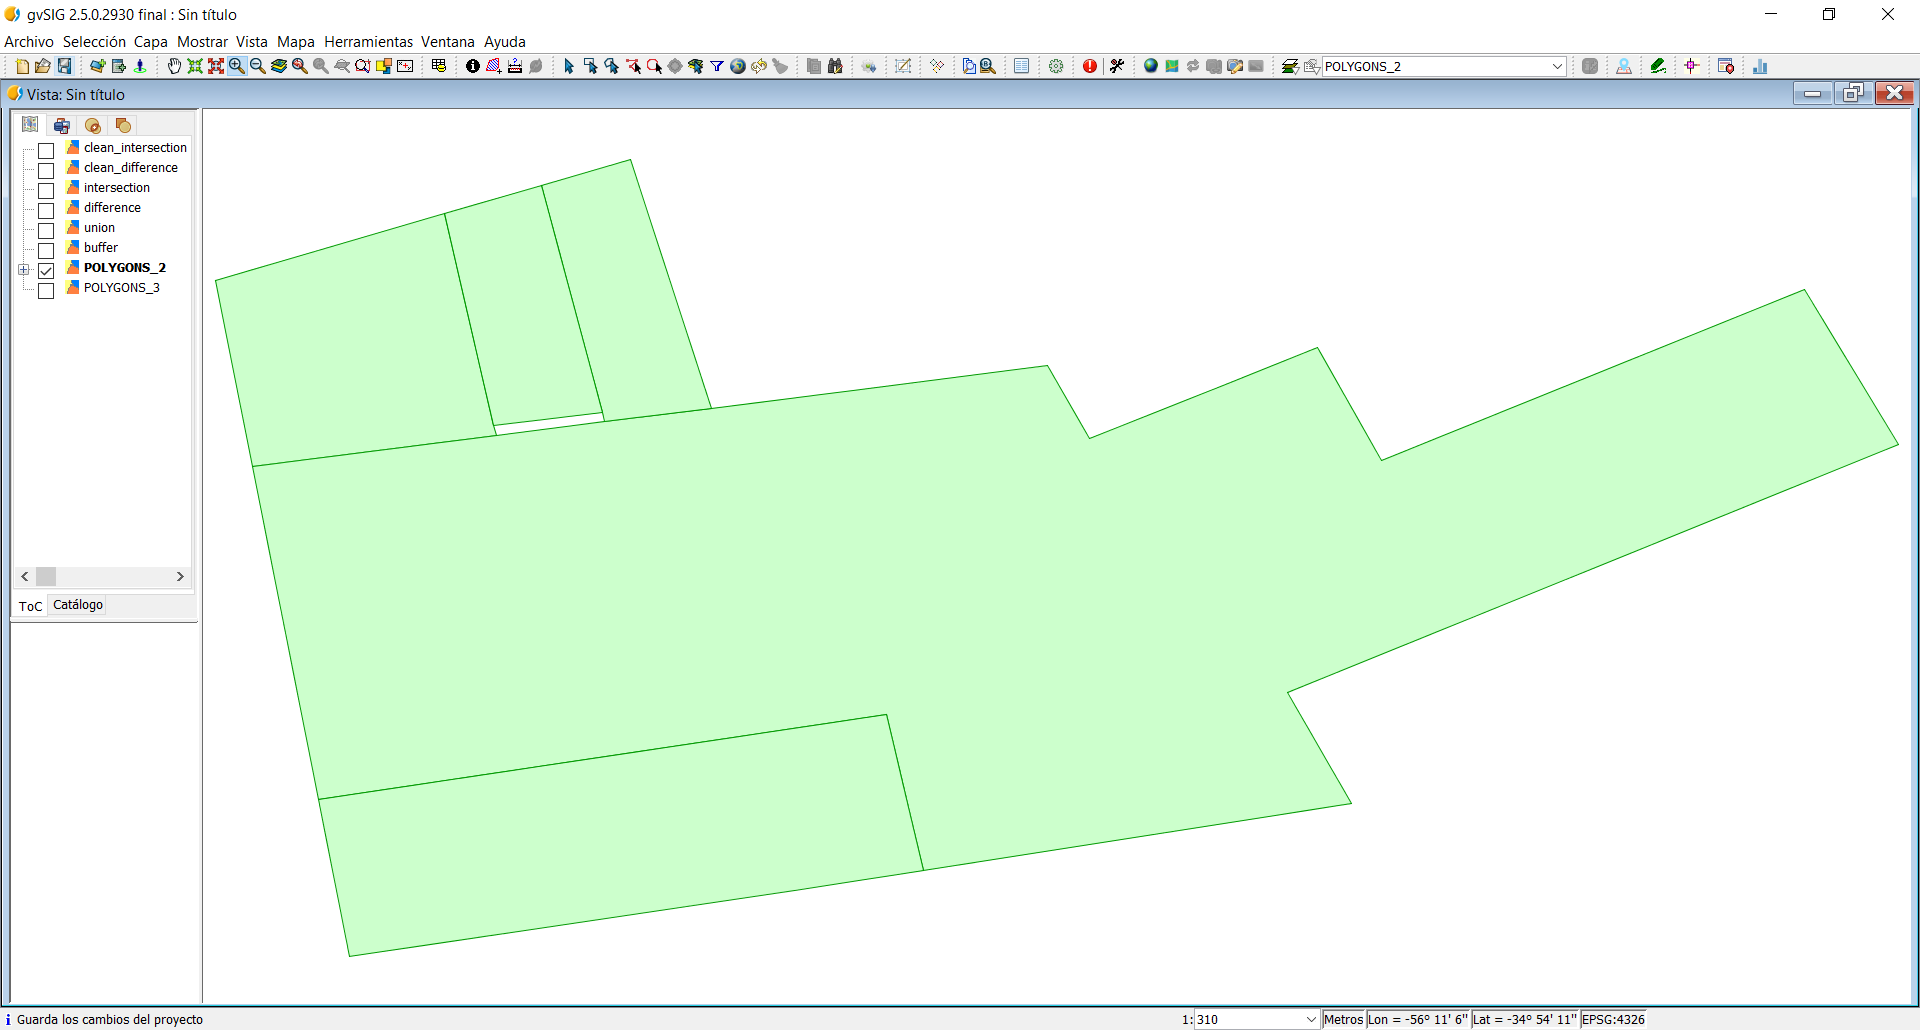 gvSIG 2.5.0.2930 final : Sin título
Archivo Selección Capa Mostrar Vista Mapa Herramientas Ventana Ayuda
POLYGONS_2
Vista: Sin título
clean_intersection
clean_difference
intersection
difference
union
buffer
POLYGONS_2
POLYGONS_3
ToC Catálogo
Guarda los cambios del proyecto
1: 310 Metros Lon = -56º 11' 6'' Lat = -34º 54' 11'' EPSG:4326